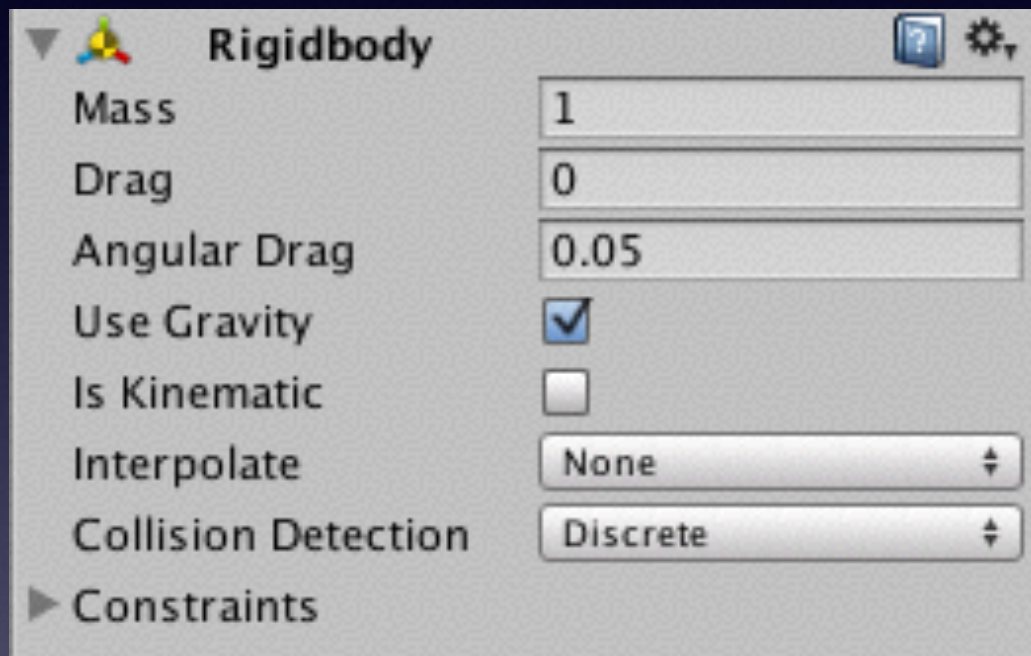 Rigidbody ?
Mass 1
Drag 0
Angular Drag 0.05
Use Gravity
Is Kinematic
Interpolate None
Collision Detection Discrete
Constraints